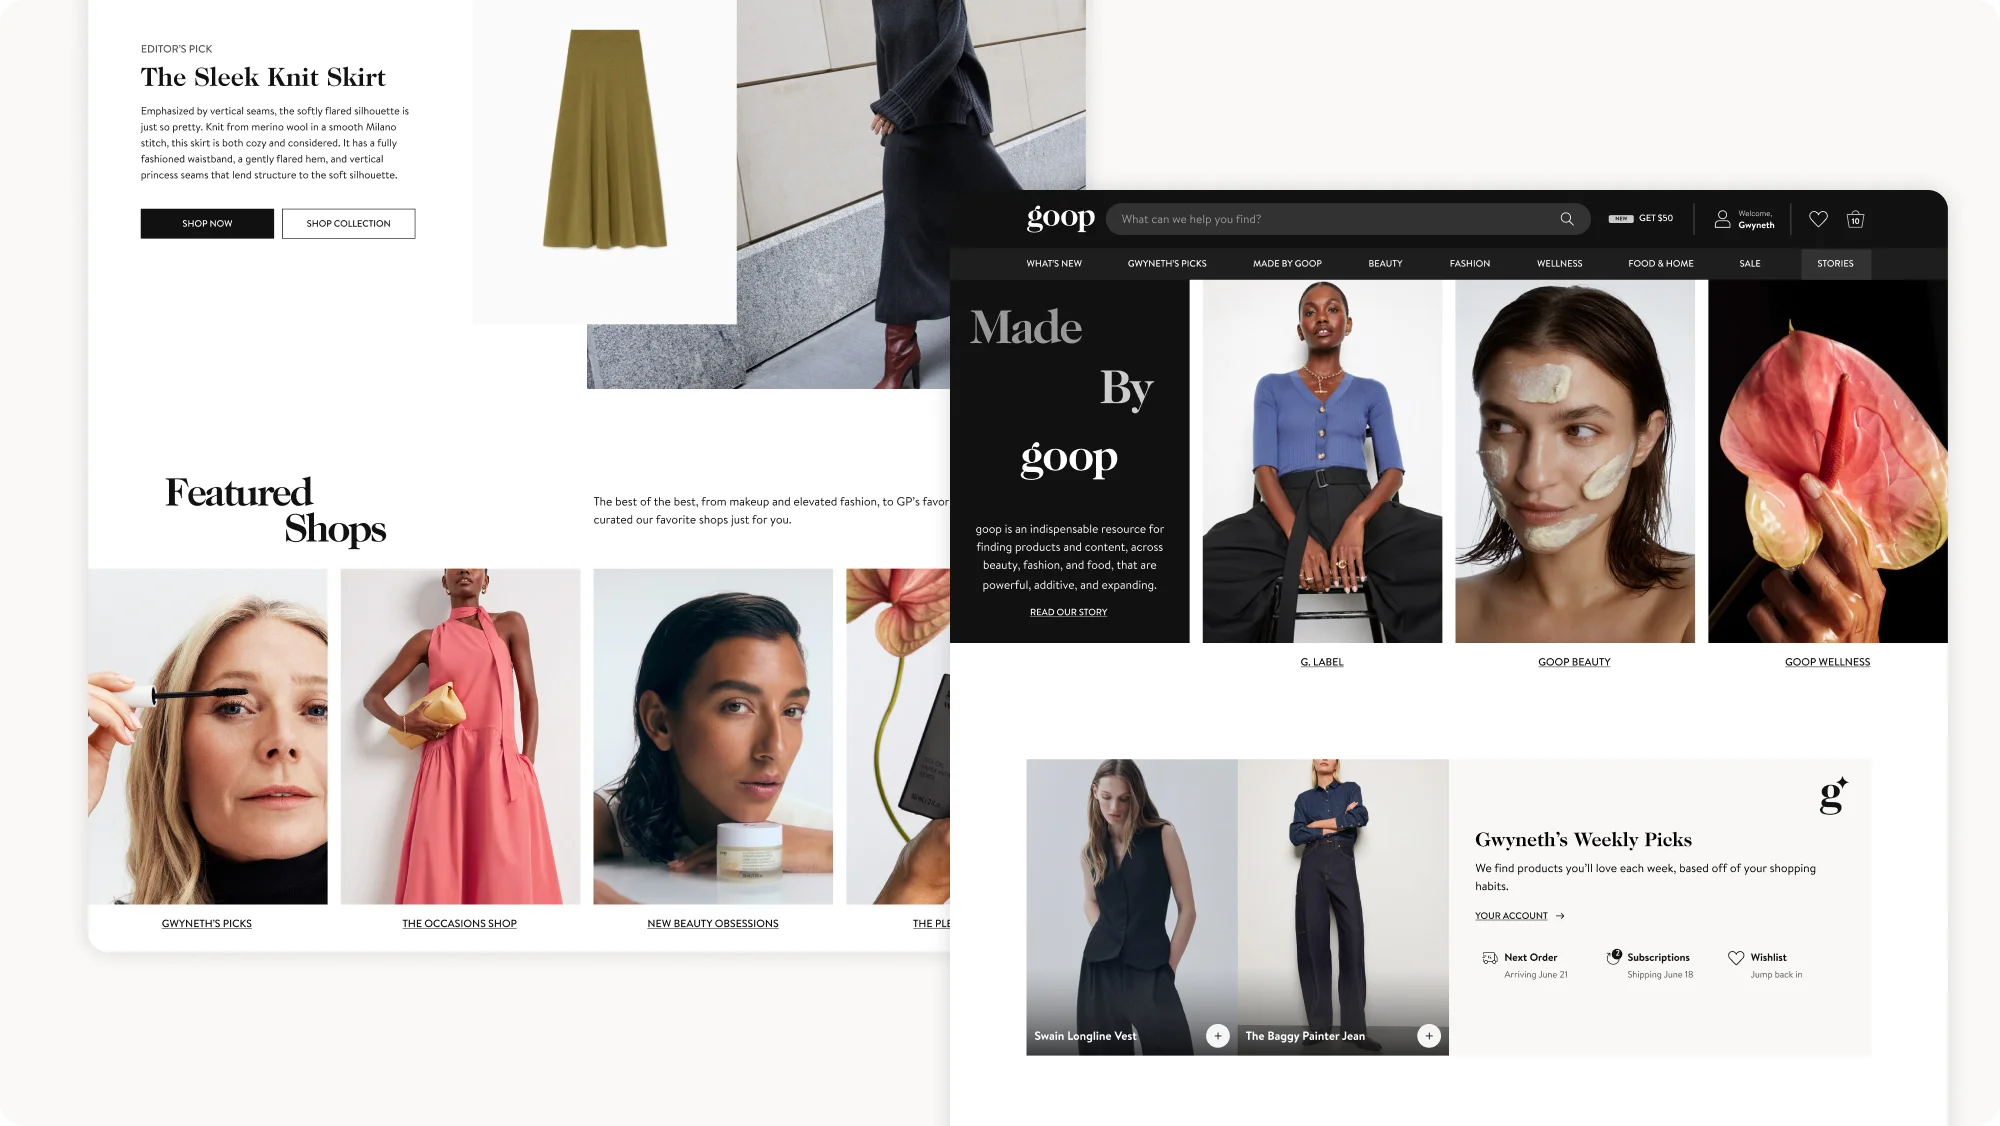 EDITOR'S PICK
The Sleek Knit Skirt
Emphasized by vertical seams, the softly flared silhouette is
just so pretty. Knit from merino wool in a smooth Milano
stitch, this skirt is both cozy and considered. It has a fully
fashioned waistband, a gently flared hem, and vertical
princess seams that lend structure to the soft silhouette.
SHOP NOW
SHOP COLLECTION
Featured
Shops
The best of the best, from makeup and elevated fashion, to GP's favor
curated our favorite shops just for you.
GWYNETH'S PICKS
THE OCCASIONS SHOP
NEW BEAUTY OBSESSIONS
THE PLE
goop
What can we help you find?
NEW
GET $50
Welcome,
Gwyneth
10
WHAT'S NEW
GWYNETH'S PICKS
MADE BY GOOP
BEAUTY
FASHION
WELLNESS
FOOD & HOME
SALE
STORIES
Made
By
goop
goop is an indispensable resource for
finding products and content, across
beauty, fashion, and food, that are
powerful, additive, and expanding.
READ OUR STORY
G. LABEL
GOOP BEAUTY
GOOP WELLNESS
Swain Longline Vest
+
The Baggy Painter Jean
+
g
Gwyneth's Weekly Picks
We find products you'll love each week, based off of your shopping
habits.
YOUR ACCOUNT →
Next Order
Arriving June 21
2
Subscriptions
Shipping June 18
Wishlist
Jump back in